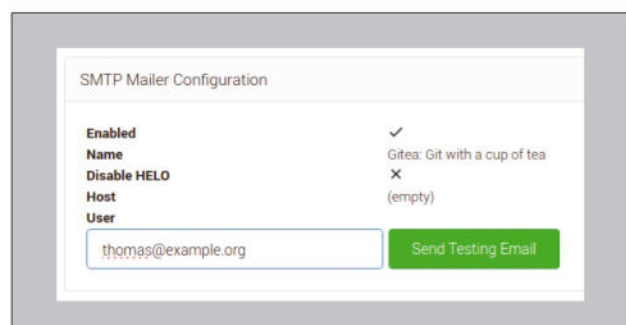 SMTP Mailer Configuration
Enabled ✓
Name Gitea: Git with a cup of tea
Disable HELO ✕
Host (empty)
User
thomas@example.org Send Testing Email